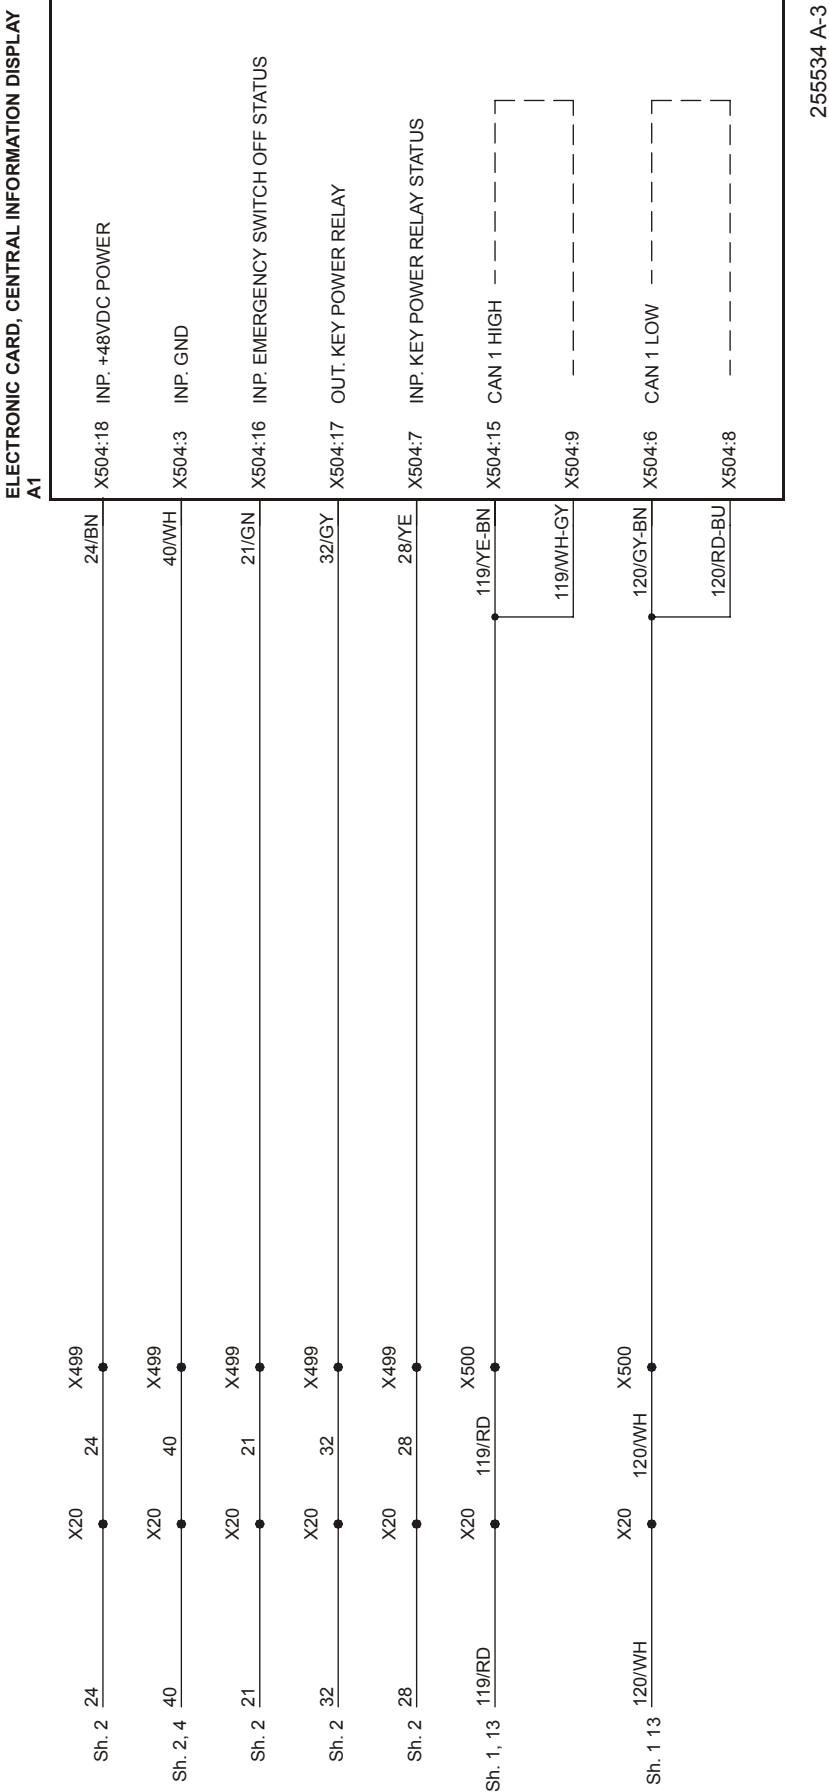 ELECTRONIC CARD, CENTRAL INFORMATION DISPLAY
A1
Sh. 2 24 X20 24 X499 24/BN X504:18 INP. +48VDC POWER
Sh. 2, 4 40 X20 40 X499 40/WH X504:3 INP. GND
Sh. 2 21 X20 21 X499 21/GN X504:16 INP. EMERGENCY SWITCH OFF STATUS
Sh. 2 32 X20 32 X499 32/GY X504:17 OUT. KEY POWER RELAY
Sh. 2 28 X20 28 X499 28/YE X504:7 INP. KEY POWER RELAY STATUS
Sh. 1, 13 119/RD X20 119/RD X500 119/YE-BN X504:15 CAN 1 HIGH
119/WH-GY X504:9
Sh. 1 13 120/WH X20 120/WH X500 120/GY-BN X504:6 CAN 1 LOW
120/RD-BU X504:8
255534 A-3